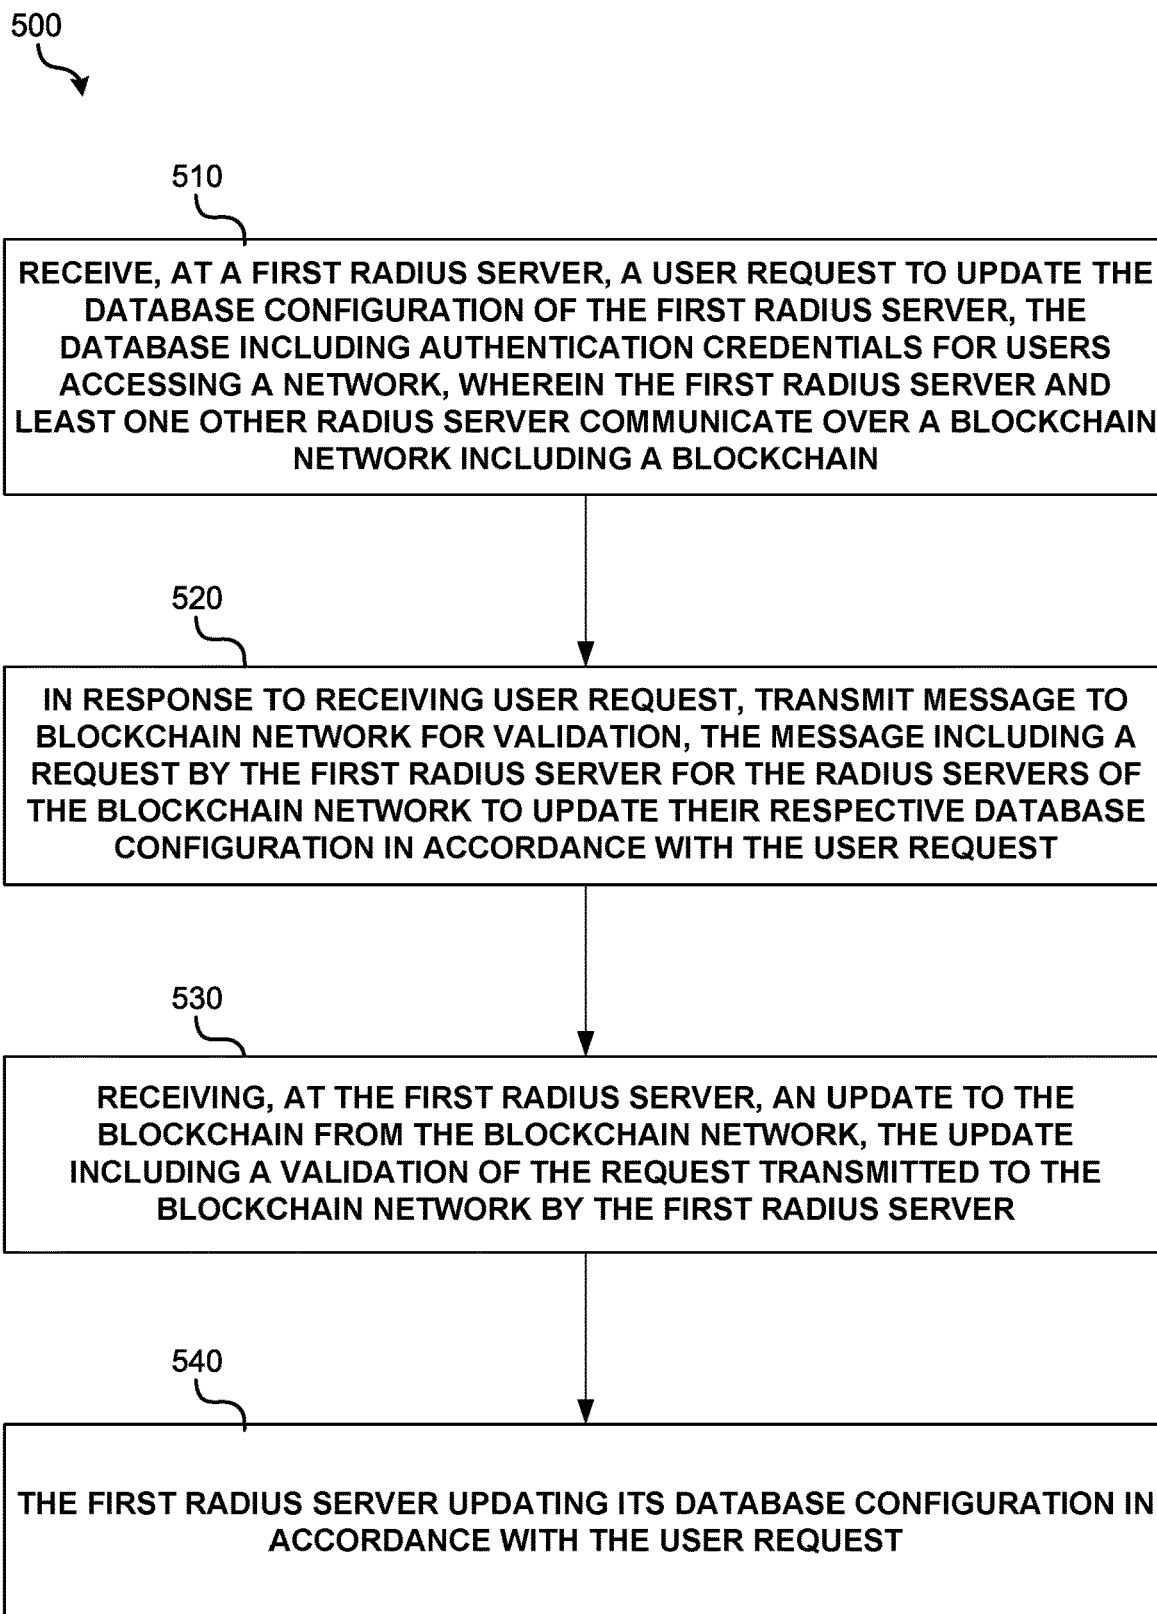 500
510
RECEIVE, AT A FIRST RADIUS SERVER, A USER REQUEST TO UPDATE THE
DATABASE CONFIGURATION OF THE FIRST RADIUS SERVER, THE
DATABASE INCLUDING AUTHENTICATION CREDENTIALS FOR USERS
ACCESSING A NETWORK, WHEREIN THE FIRST RADIUS SERVER AND
LEAST ONE OTHER RADIUS SERVER COMMUNICATE OVER A BLOCKCHAIN
NETWORK INCLUDING A BLOCKCHAIN
520
IN RESPONSE TO RECEIVING USER REQUEST, TRANSMIT MESSAGE TO
BLOCKCHAIN NETWORK FOR VALIDATION, THE MESSAGE INCLUDING A
REQUEST BY THE FIRST RADIUS SERVER FOR THE RADIUS SERVERS OF
THE BLOCKCHAIN NETWORK TO UPDATE THEIR RESPECTIVE DATABASE
CONFIGURATION IN ACCORDANCE WITH THE USER REQUEST
530
RECEIVING, AT THE FIRST RADIUS SERVER, AN UPDATE TO THE
BLOCKCHAIN FROM THE BLOCKCHAIN NETWORK, THE UPDATE
INCLUDING A VALIDATION OF THE REQUEST TRANSMITTED TO THE
BLOCKCHAIN NETWORK BY THE FIRST RADIUS SERVER
540
THE FIRST RADIUS SERVER UPDATING ITS DATABASE CONFIGURATION IN
ACCORDANCE WITH THE USER REQUEST